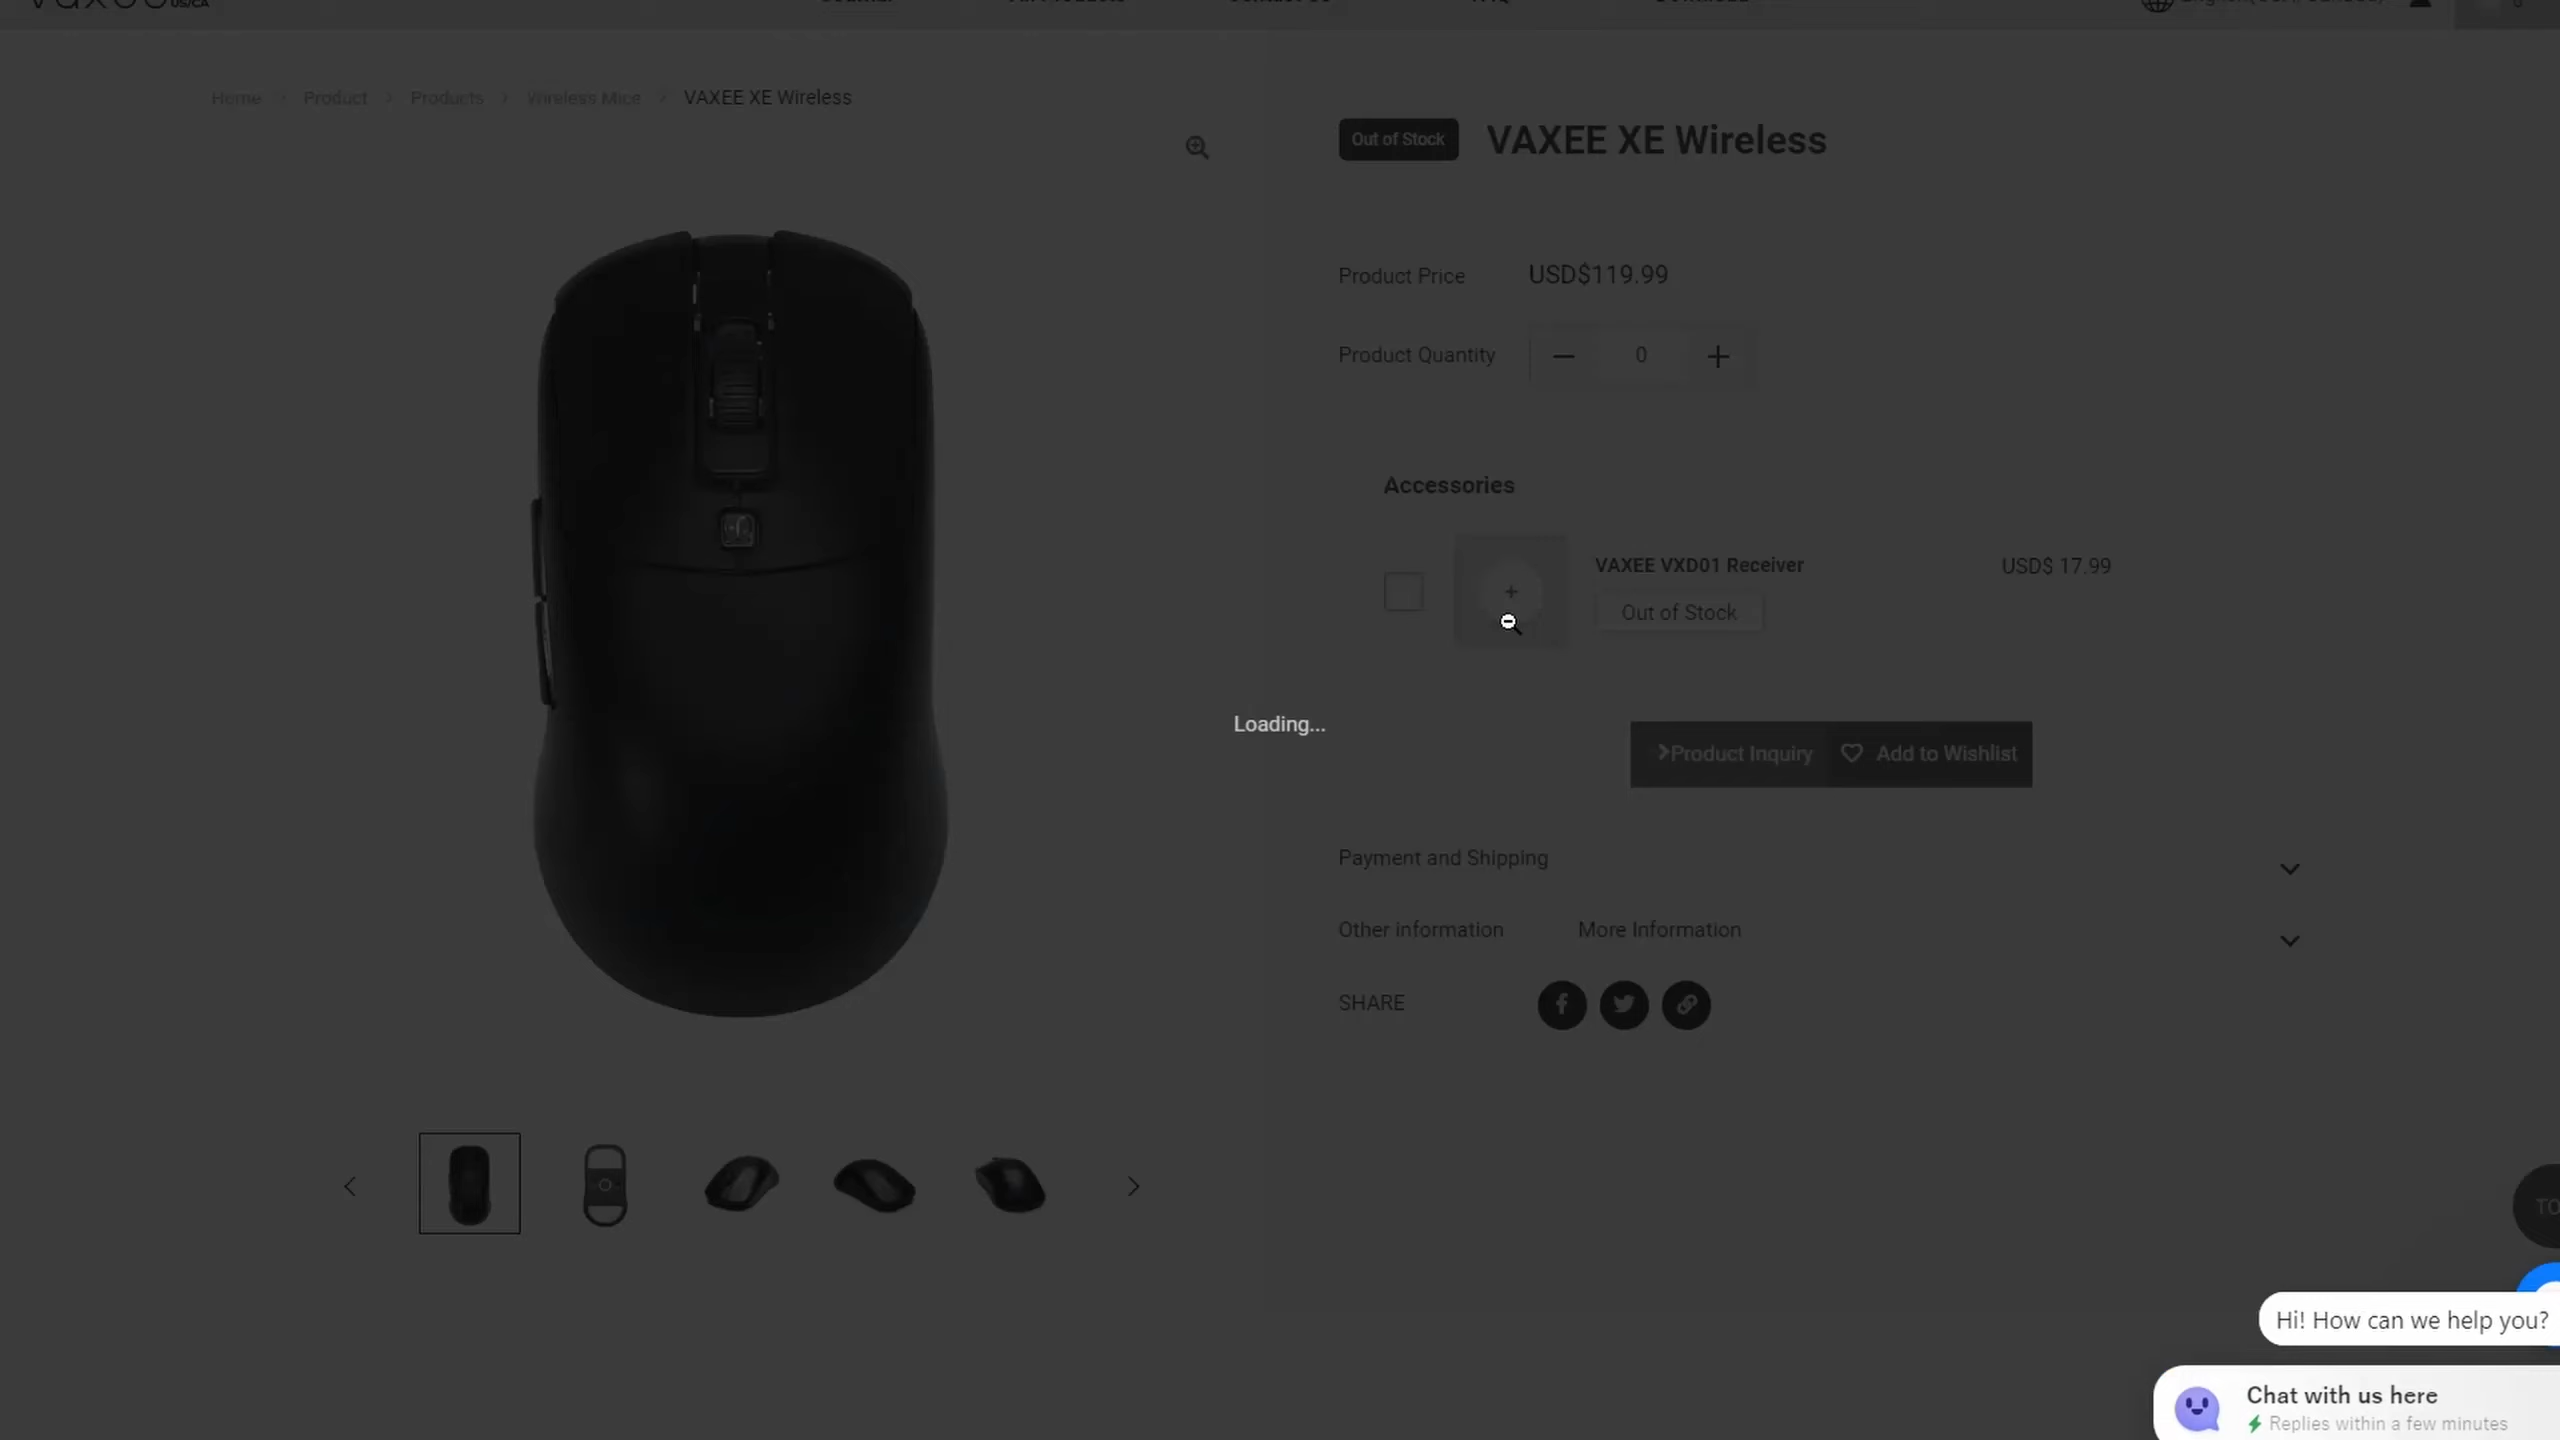 US/CA
Home
Product
Products
Wireless Mice
VAXEE XE Wireless
Out of Stock
VAXEE XE Wireless
Product Price
USD$119.99
Product Quantity
0
Accessories
VAXEE VXD01 Receiver
USD$ 17.99
Out of Stock
Loading...
Product Inquiry
Add to Wishlist
Payment and Shipping
Other information
More Information
SHARE
TO
Hi! How can we help you?
Chat with us here
Replies within a few minutes